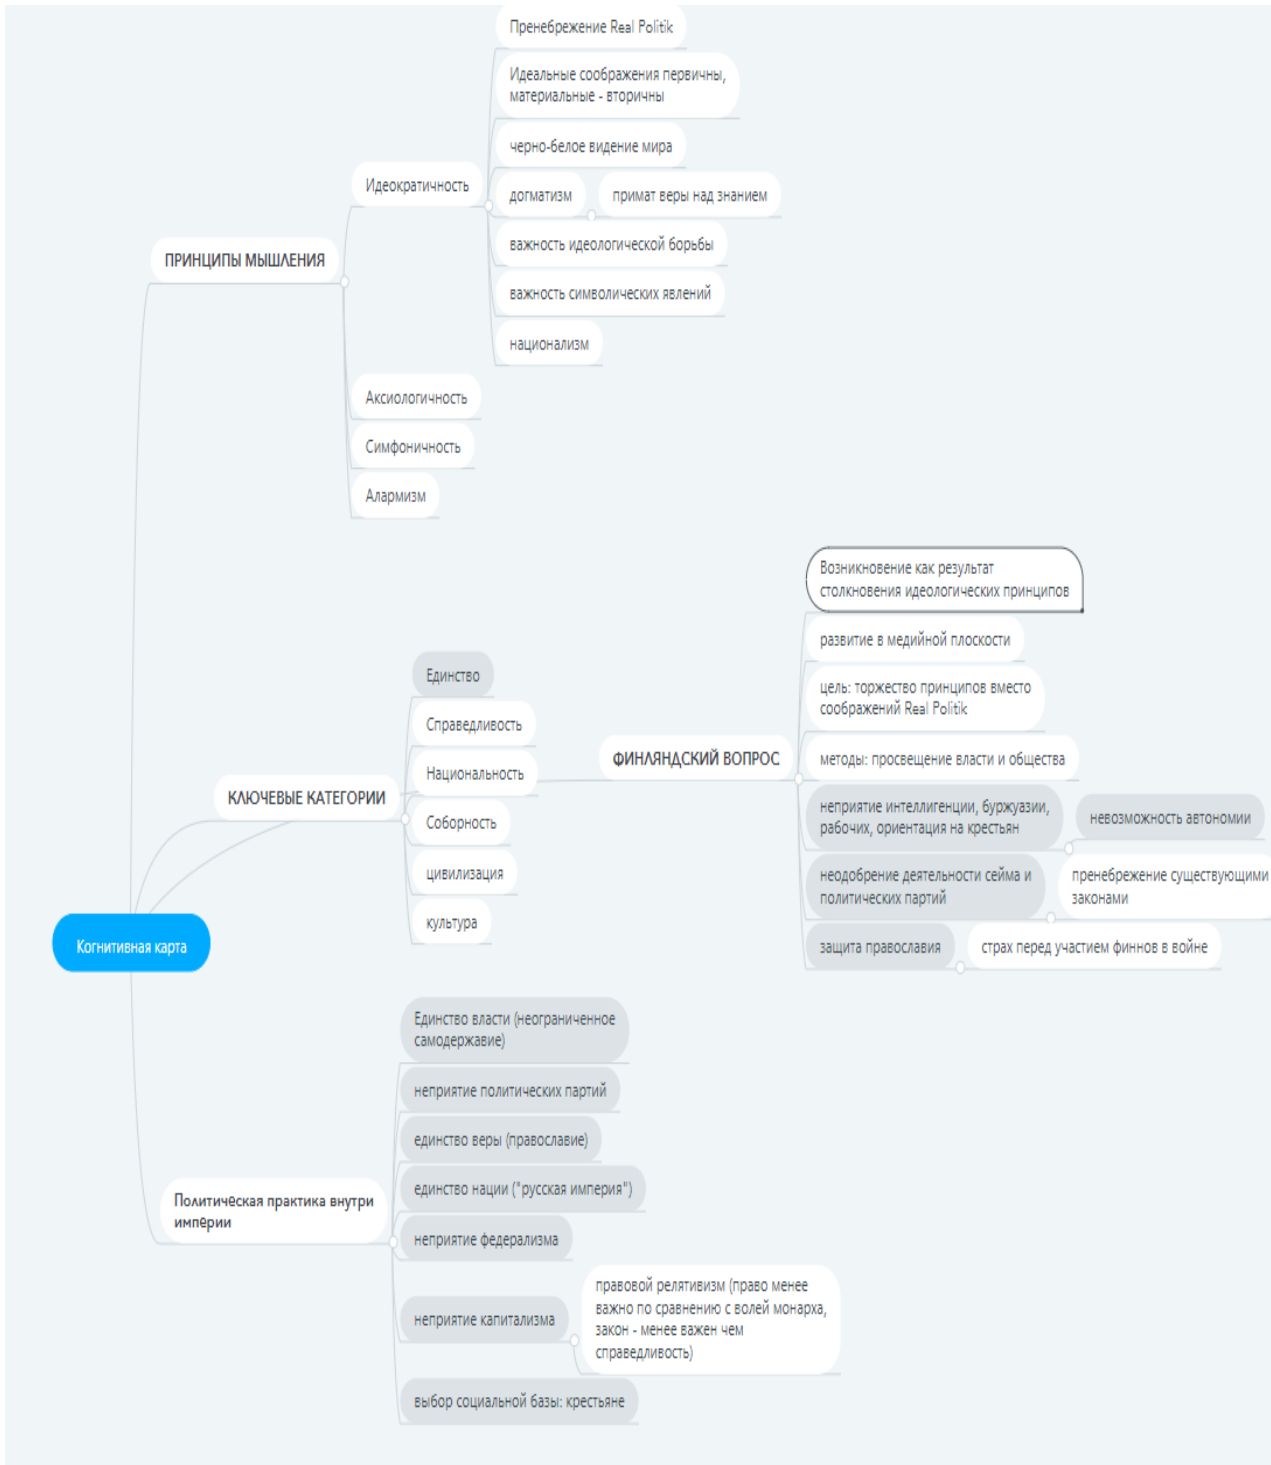 Пренебрежение Real Politik
Идеальные соображения первичны,
материальные - вторичны
черно-белое видение мира
Идеократичность
догматизм
примат веры над знанием
важность идеологической борьбы
ПРИНЦИПЫ МЫШЛЕНИЯ
важность символических явлений
национализм
Аксиологичность
Симфоничность
Алармизм
Возникновение как результат
столкновения идеологических принципов
развитие в медийной плоскости
Единство
цель: торжество принципов вместо
соображений Real Politik
Справедливость
ФИНЛЯНДСКИЙ ВОПРОС
методы: просвещение власти и общества
Национальность
КЛЮЧЕВЫЕ КАТЕГОРИИ
неприятие интеллигенции, буржуазии,
рабочих, ориентация на крестьян
невозможность автономии
Соборность
цивилизация
неодобрение деятельности сейма и
политических партий
пренебрежение существующими
законами
культура
Когнитивная карта
защита православия
страх перед участием финнов в войне
Единство власти (неограниченное
самодержавие)
неприятие политических партий
единство веры (православие)
единство нации ("русская империя")
Политическая практика внутри
империи
неприятие федерализма
неприятие капитализма
правовой релятивизм (право менее
важно по сравнению с волей монарха,
закон - менее важен чем
справедливость)
выбор социальной базы: крестьяне